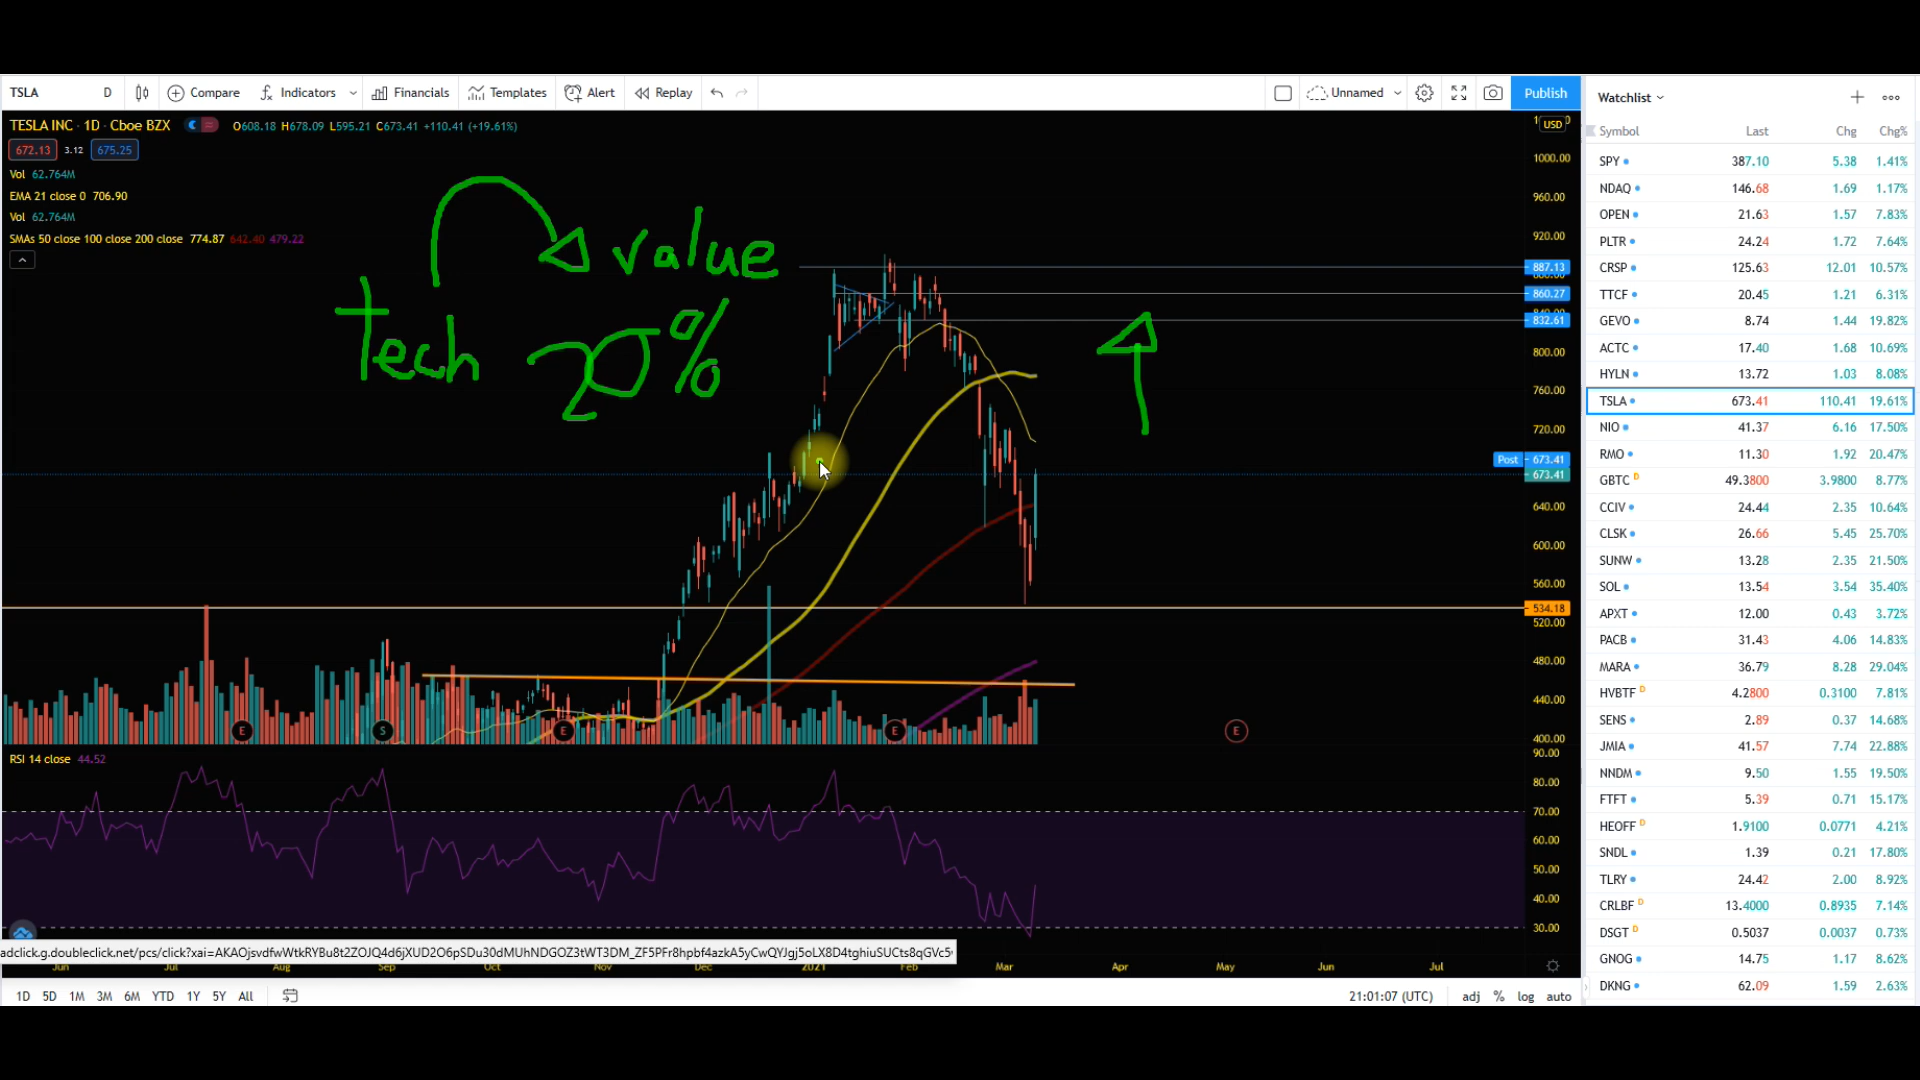 TSLA D Compare Indicators Financials Templates Alert Replay Unnamed Publish
TESLA INC · 1D · Cboe BZX O608.18 H678.09 L595.21 C673.41 +110.41 (+19.61%)
672.13 3.12 675.25
Vol 62.764M
EMA 21 close 0 706.90
Vol 62.764M
SMAs 50 close 100 close 200 close 774.87 642.40 479.22
value
tech 20%
USD
1000.00
960.00
920.00
887.13
860.27
832.61
800.00
760.00
720.00
Post 673.41
673.41
640.00
600.00
560.00
534.18
520.00
480.00
440.00
400.00
E S E E E
RSI 14 close 44.52
90.00
80.00
70.00
60.00
50.00
40.00
30.00
Jun Jul Aug Sep Oct Nov Dec 2021 Feb Mar Apr May Jun Jul
1D 5D 1M 3M 6M YTD 1Y 5Y All
21:01:07 (UTC) adj % log auto
Watchlist
Symbol Last Chg Chg%
SPY 387.10 5.38 1.41%
NDAQ 146.68 1.69 1.17%
OPEN 21.63 1.57 7.83%
PLTR 24.24 1.72 7.64%
CRSP 125.63 12.01 10.57%
TTCF 20.45 1.21 6.31%
GEVO 8.74 1.44 19.82%
ACTC 17.40 1.68 10.69%
HYLN 13.72 1.03 8.08%
TSLA 673.41 110.41 19.61%
NIO 41.37 6.16 17.50%
RMO 11.30 1.92 20.47%
GBTC D 49.3800 3.9800 8.77%
CCIV 24.44 2.35 10.64%
CLSK 26.66 5.45 25.70%
SUNW 13.28 2.35 21.50%
SOL 13.54 3.54 35.40%
APXT 12.00 0.43 3.72%
PACB 31.43 4.06 14.83%
MARA 36.79 8.28 29.04%
HVBTF D 4.2800 0.3100 7.81%
SENS 2.89 0.37 14.68%
JMIA 41.57 7.74 22.88%
NNDM 9.50 1.55 19.50%
FTFT 5.39 0.71 15.17%
HEOFF D 1.9100 0.0771 4.21%
SNDL 1.39 0.21 17.80%
TLRY 24.42 2.00 8.92%
CRLBF D 13.4000 0.8935 7.14%
DSGT D 0.5037 0.0037 0.73%
GNOG 14.75 1.17 8.62%
DKNG 62.09 1.59 2.63%